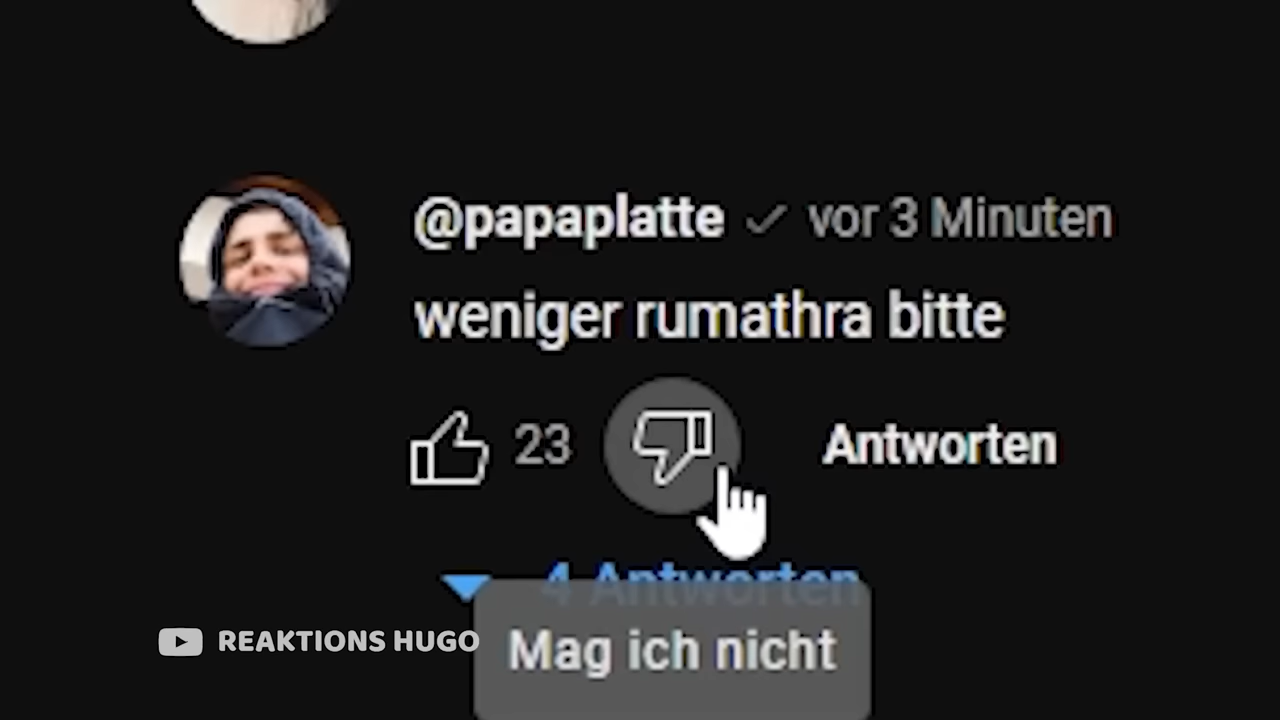 @papaplatte vor 3 Minuten
weniger rumathra bitte
23 Antworten
4 Antworten
REAKTIONS HUGO
Mag ich nicht